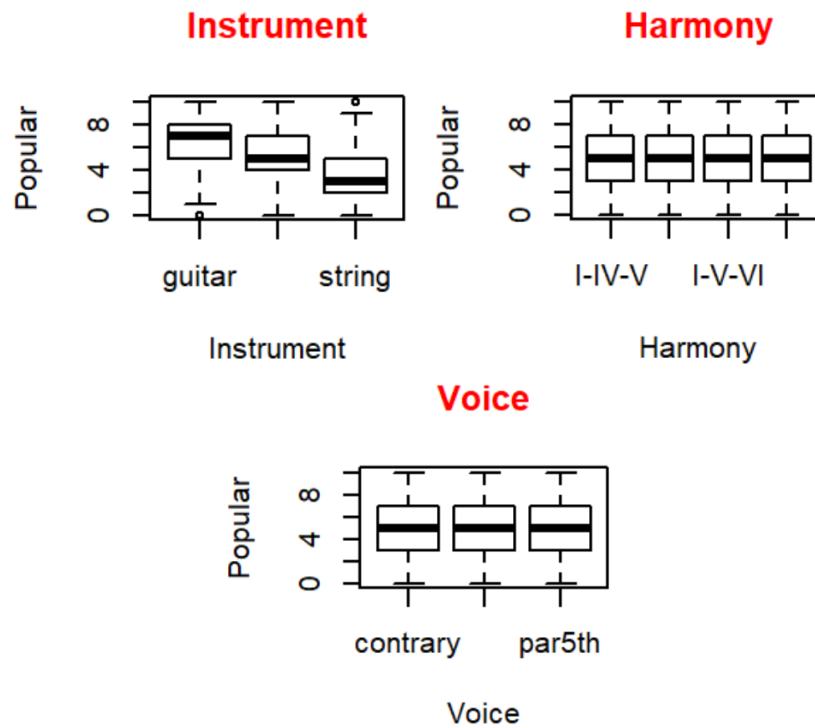 Instrument
Popular
8
4
0
guitar string
Instrument
Harmony
Popular
8
4
0
I-IV-V I-V-VI
Harmony
Voice
Popular
8
4
0
contrary par5th
Voice